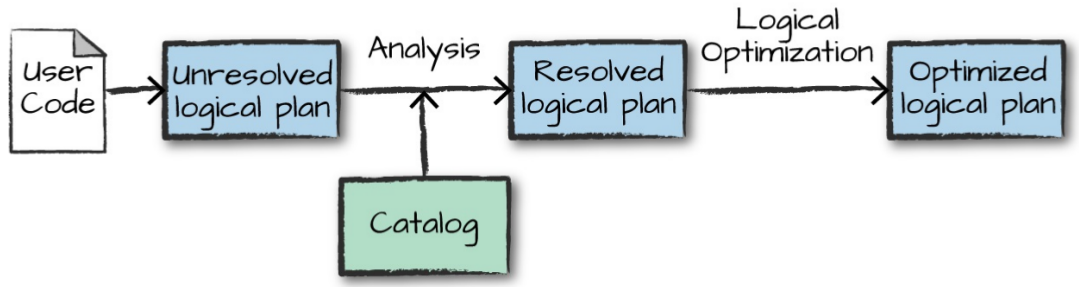 User
Code
Unresolved
logical plan
Analysis
Catalog
Resolved
logical plan
Logical
Optimization
Optimized
logical plan